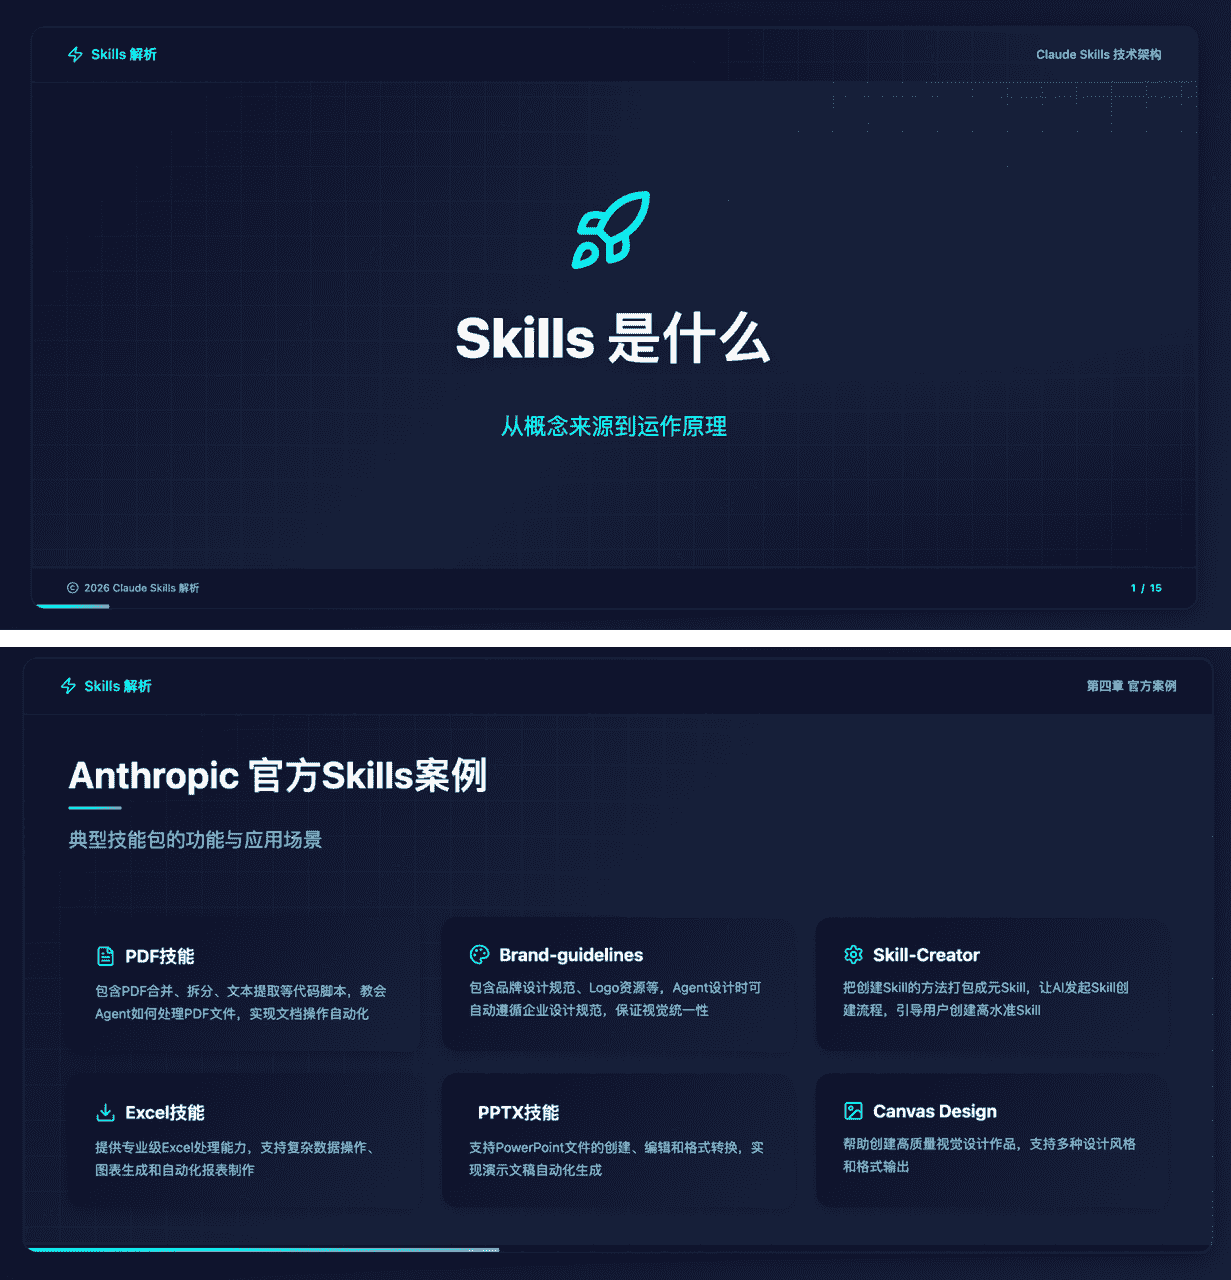 Skills 解析
Claude Skills 技术架构
Skills 是什么
从概念来源到运作原理
© 2026 Claude Skills 解析
1 / 15
Skills 解析
第四章 官方案例
Anthropic 官方Skills案例
典型技能包的功能与应用场景
PDF技能
包含PDF合并、拆分、文本提取等代码脚本，教会
Agent如何处理PDF文件，实现文档操作自动化
Brand-guidelines
包含品牌设计规范、Logo资源等，Agent设计时可
自动遵循企业设计规范，保证视觉统一性
Skill-Creator
把创建Skill的方法打包成元Skill，让AI发起Skill创
建流程，引导用户创建高水准Skill
Excel技能
提供专业级Excel处理能力，支持复杂数据操作、
图表生成和自动化报表制作
PPTX技能
支持PowerPoint文件的创建、编辑和格式转换，实
现演示文稿自动化生成
Canvas Design
帮助创建高质量视觉设计作品，支持多种设计风格
和格式输出